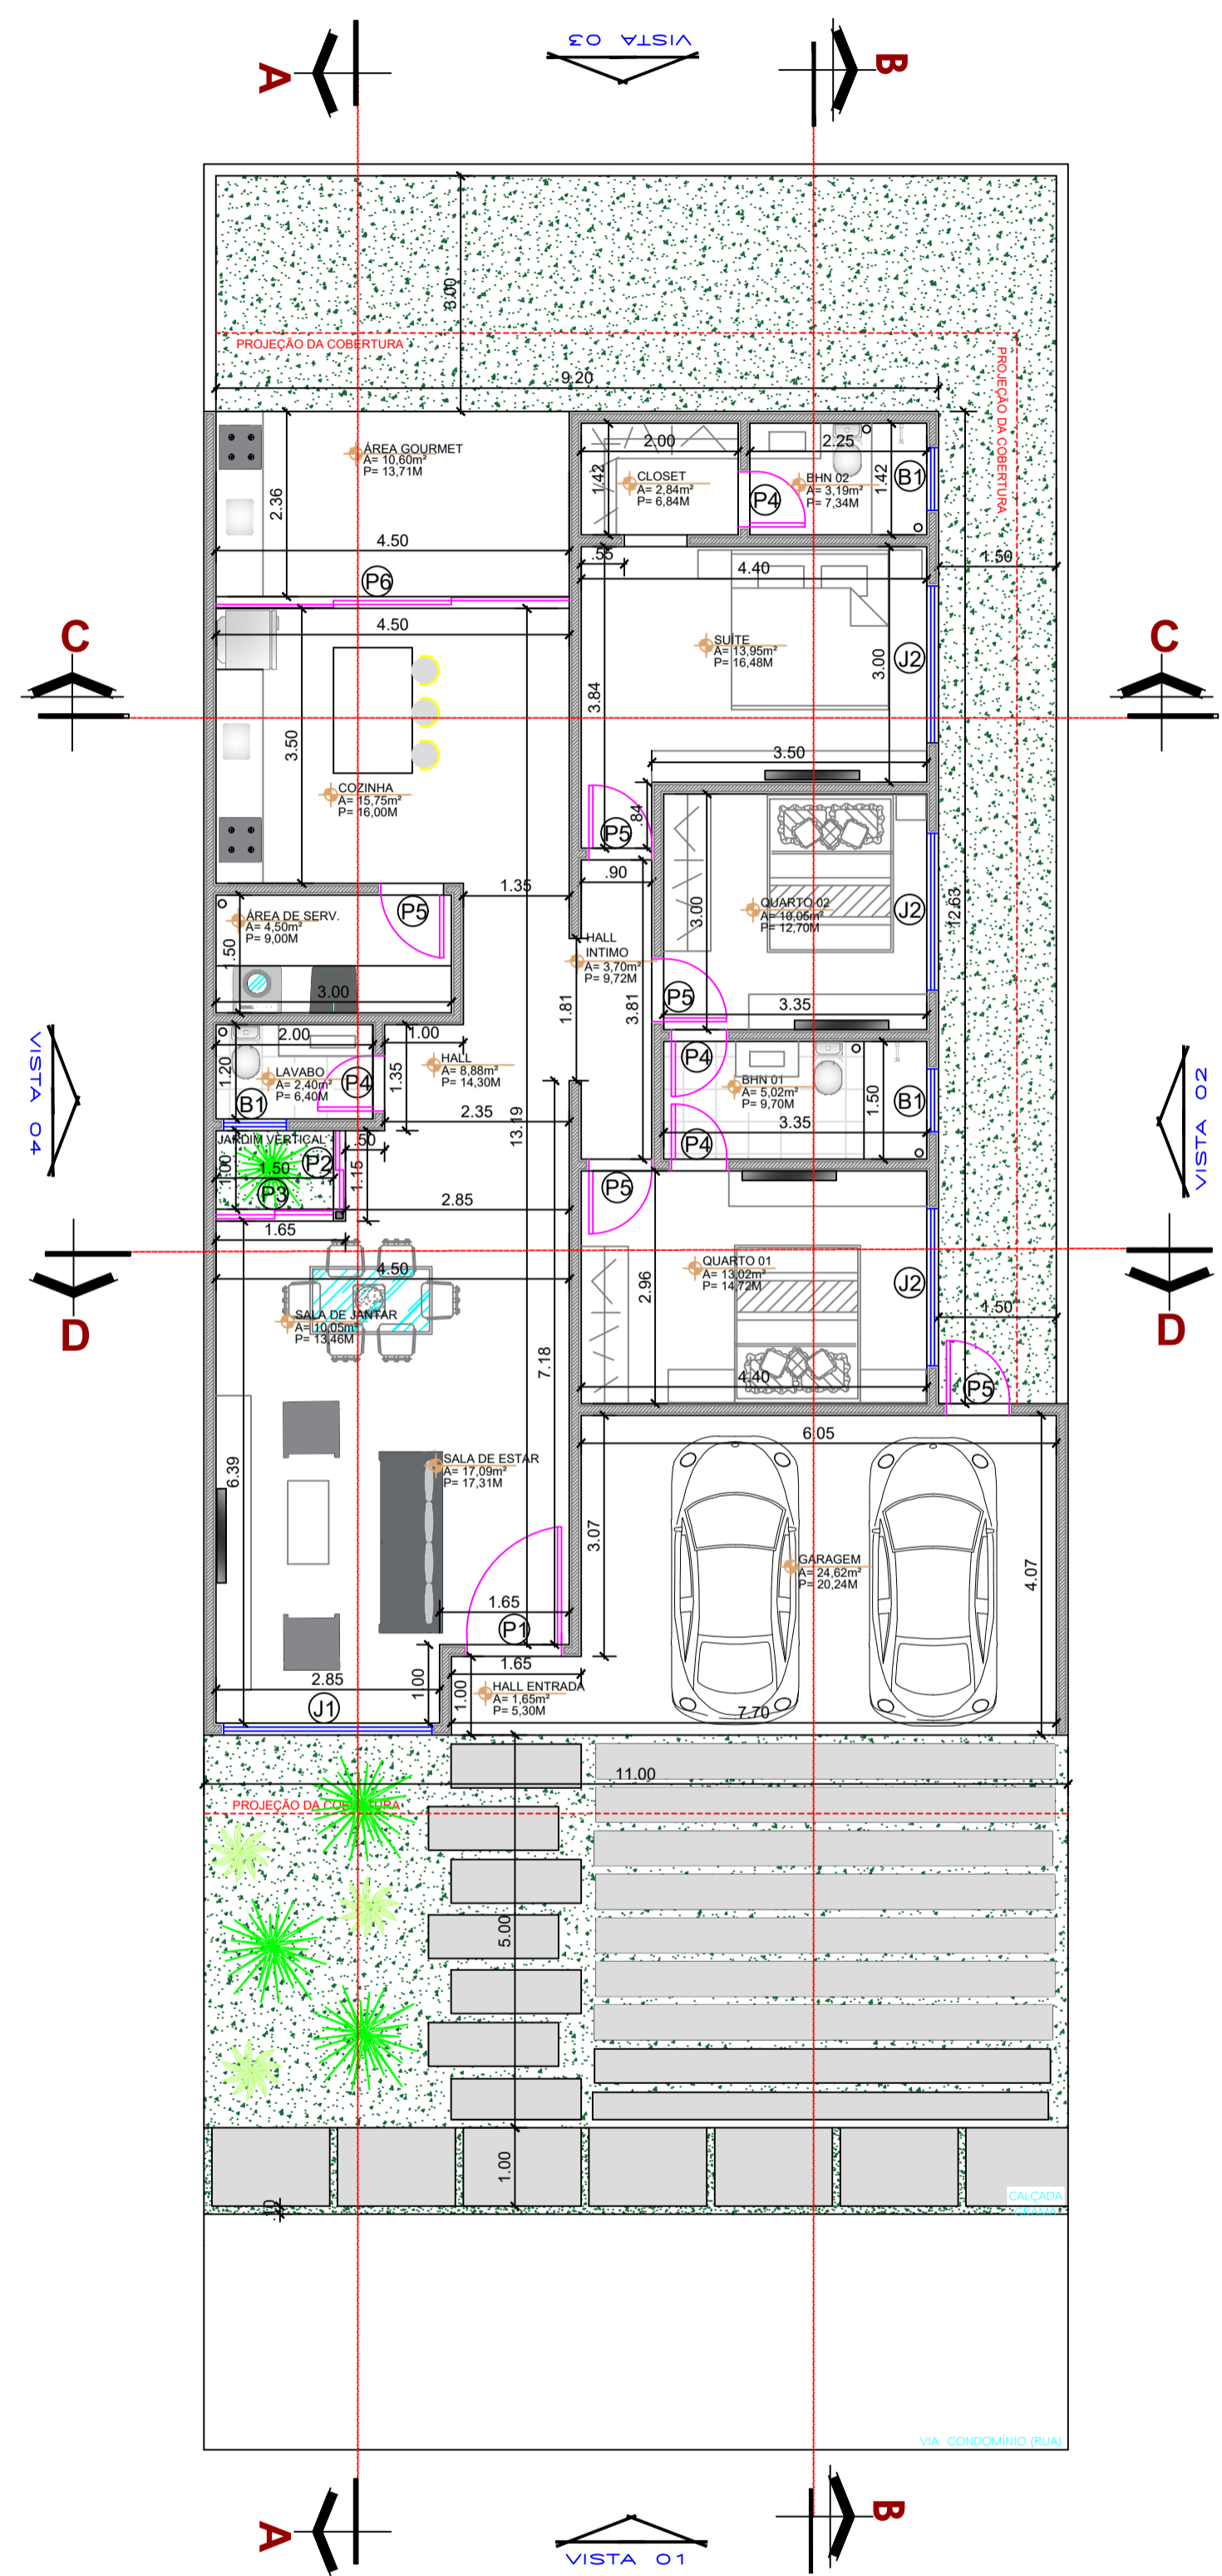 VISTA 03
A
B
3.00
PROJEÇÃO DA COBERTURA
PROJEÇÃO DA COBERTURA
9.20
ÁREA GOURMET
A= 10,60m²
P= 13,71M
2.36
4.50
P6
2.00
1.42
CLOSET
A= 2,84m²
P= 6,84M
P4
2.25
BHN 02
A= 3,19m²
P= 7,34M
1.42
B1
.55
4.40
1.50
C
C
4.50
SUÍTE
A= 13,95m²
P= 16,48M
3.00
J2
3.84
3.50
3.50
COZINHA
A= 15,75m²
P= 16,00M
P5
.84
1.35
.90
ÁREA DE SERV.
A= 4,50m²
P= 9,00M
P5
3.00
QUARTO 02
A= 10,05m²
P= 12,70M
J2
12.63
HALL
INTIMO
A= 3,70m²
P= 9,72M
.50
3.00
1.81
3.81
P5
3.35
2.00
1.00
1.20
LAVABO
A= 2,40m²
P= 6,40M
P4
B1
1.35
HALL
A= 8,88m²
P= 14,30M
2.35
13.19
P4
BHN 01
A= 5,02m²
P= 9,70M
1.50
B1
3.35
P4
VISTA 04
VISTA 02
JARDIM VERTICAL
.50
1.00
1.50
P2
P3
1.15
2.85
P5
1.65
4.50
QUARTO 01
A= 13,02m²
P= 14,72M
2.96
J2
1.50
D
D
SALA DE JANTAR
A= 10,05m²
P= 13,46M
7.18
4.40
P5
6.05
6.39
SALA DE ESTAR
A= 17,09m²
P= 17,31M
3.07
GARAGEM
A= 24,62m²
P= 20,24M
4.07
1.65
P1
1.65
2.85
1.00
1.00
HALL ENTRADA
A= 1,65m²
P= 5,30M
J1
7.70
11.00
PROJEÇÃO DA COBERTURA
5.00
1.00
.10
CALÇADA
VIA CONDOMÍNIO (RUA)
A
B
VISTA 01